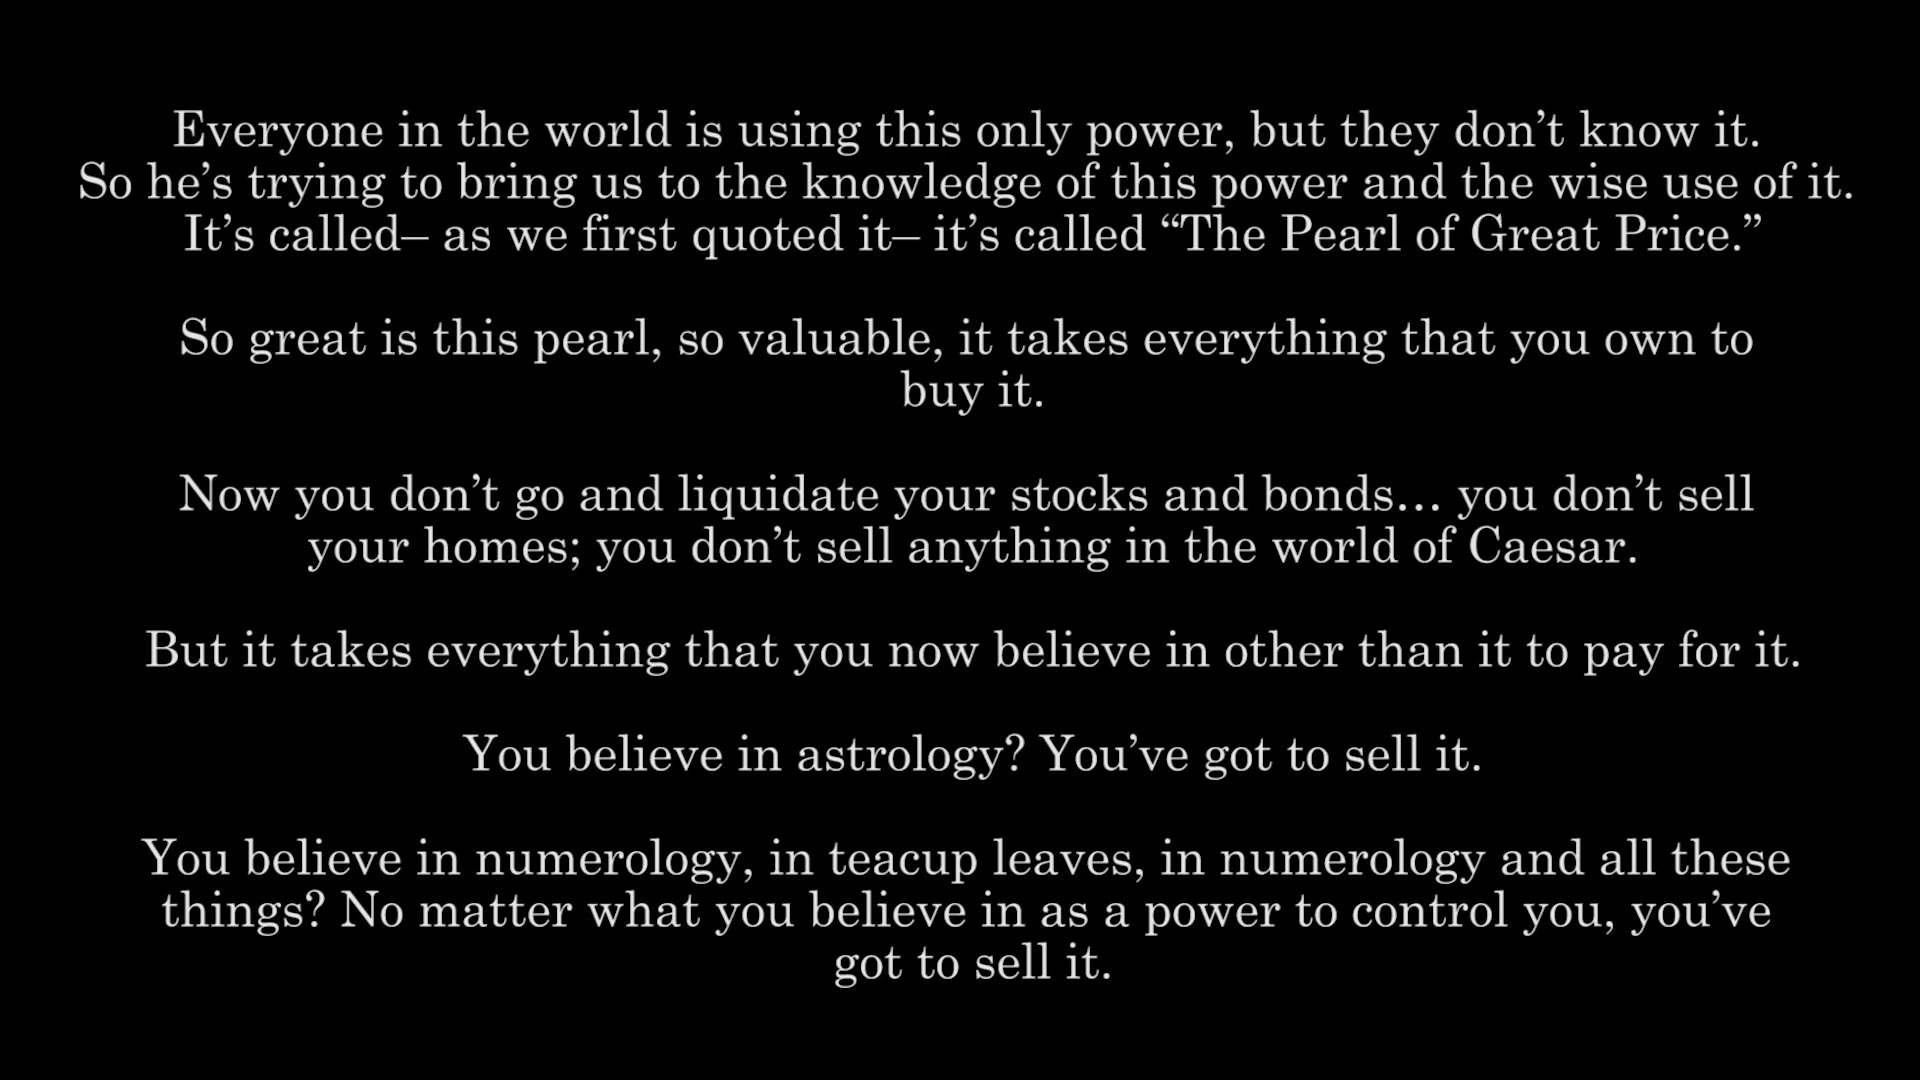 Everyone in the world is using this only power, but they don’t know it.
So he’s trying to bring us to the knowledge of this power and the wise use of it.
It’s called– as we first quoted it– it’s called “The Pearl of Great Price.”
So great is this pearl, so valuable, it takes everything that you own to
buy it.
Now you don’t go and liquidate your stocks and bonds… you don’t sell
your homes; you don’t sell anything in the world of Caesar.
But it takes everything that you now believe in other than it to pay for it.
You believe in astrology? You’ve got to sell it.
You believe in numerology, in teacup leaves, in numerology and all these
things? No matter what you believe in as a power to control you, you’ve
got to sell it.